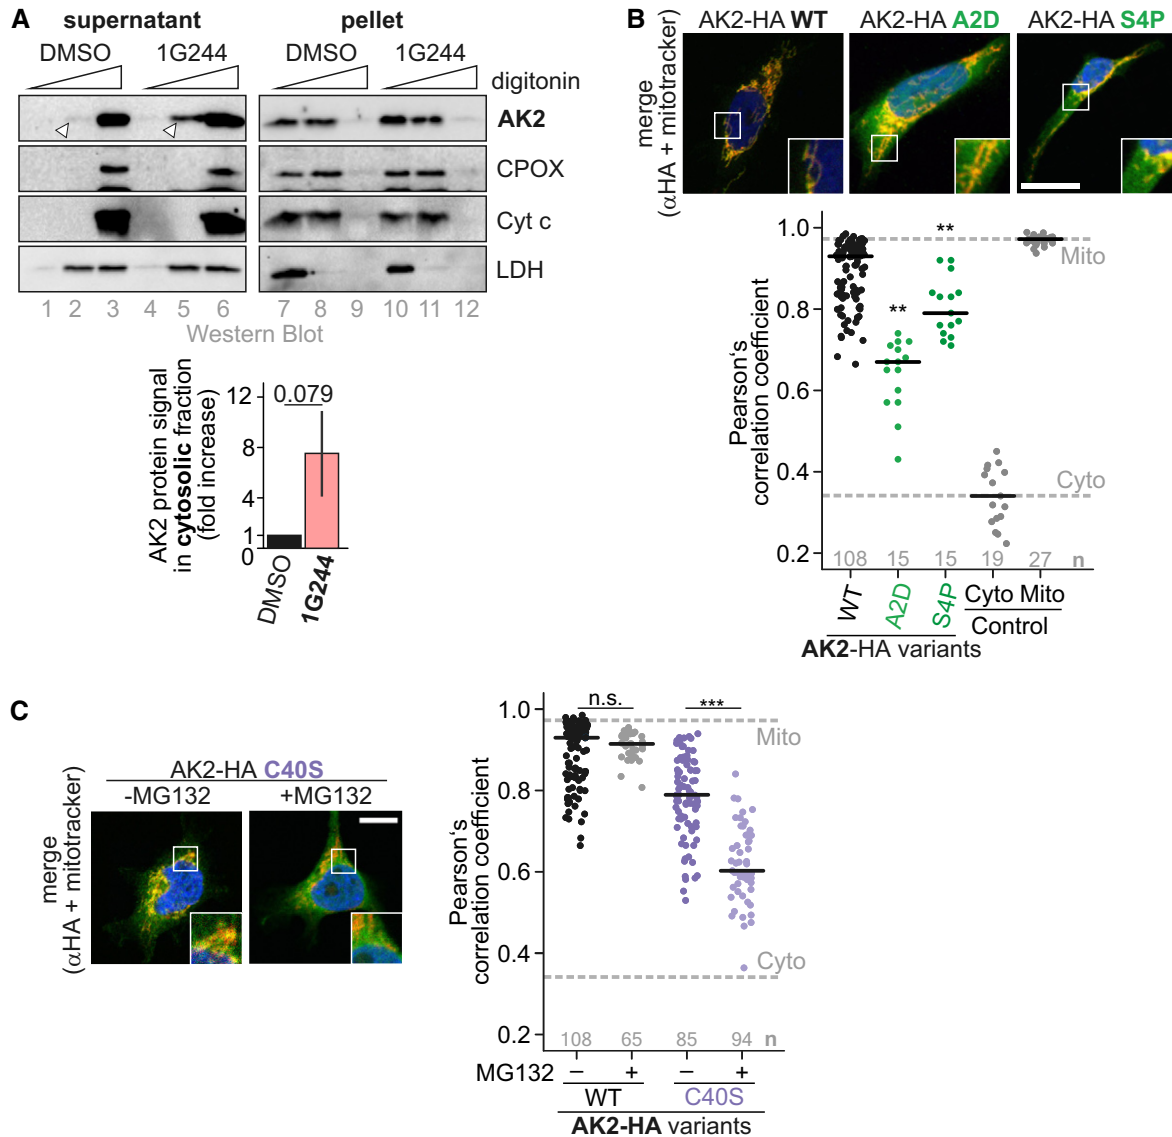 A
supernatant pellet
DMSO 1G244 DMSO 1G244
digitonin
AK2
CPOX
Cyt c
LDH
1 2 3 4 5 6 7 8 9 10 11 12
Western Blot
AK2 protein signal
in cytosolic fraction
(fold increase)
12
8
4
1
0
0.079
DMSO
1G244
B
AK2-HA WT AK2-HA A2D AK2-HA S4P
merge
(αHA + mitotracker)
Pearson‘s
correlation coefficient
1.0
0.8
0.6
0.4
0.2
**
**
Mito
Cyto
108 15 15 19 27 n
WT A2D S4P Cyto Mito
Control
AK2-HA variants
C
AK2-HA C40S
-MG132 +MG132
merge
(αHA + mitotracker)
Pearson‘s
correlation coefficient
1.0
0.8
0.6
0.4
0.2
n.s. ***
Mito
Cyto
108 65 85 94 n
MG132 – + – +
WT C40S
AK2-HA variants